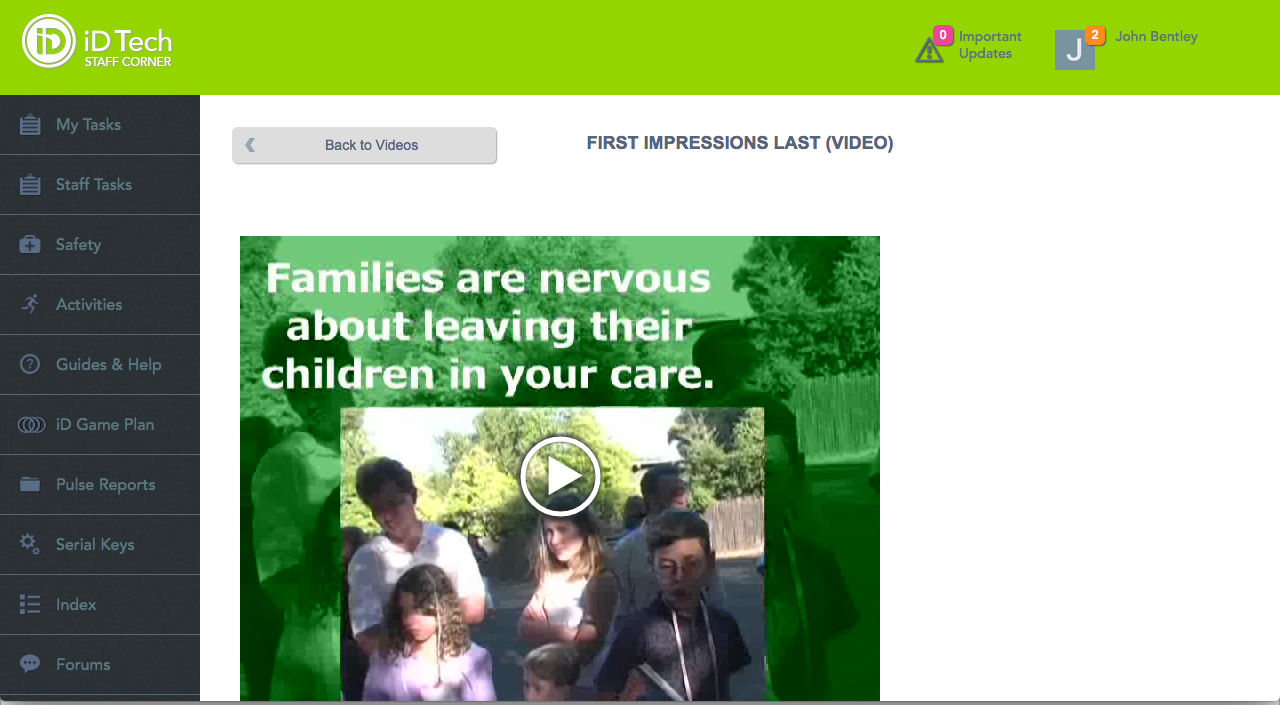 iD
iD Tech
STAFF CORNER
0
Important
Updates
J
2
John Bentley
My Tasks
Staff Tasks
Safety
Activities
Guides & Help
iD Game Plan
Pulse Reports
Serial Keys
Index
Forums
Back to Videos
FIRST IMPRESSIONS LAST (VIDEO)
Families are nervous
about leaving their
children in your care.